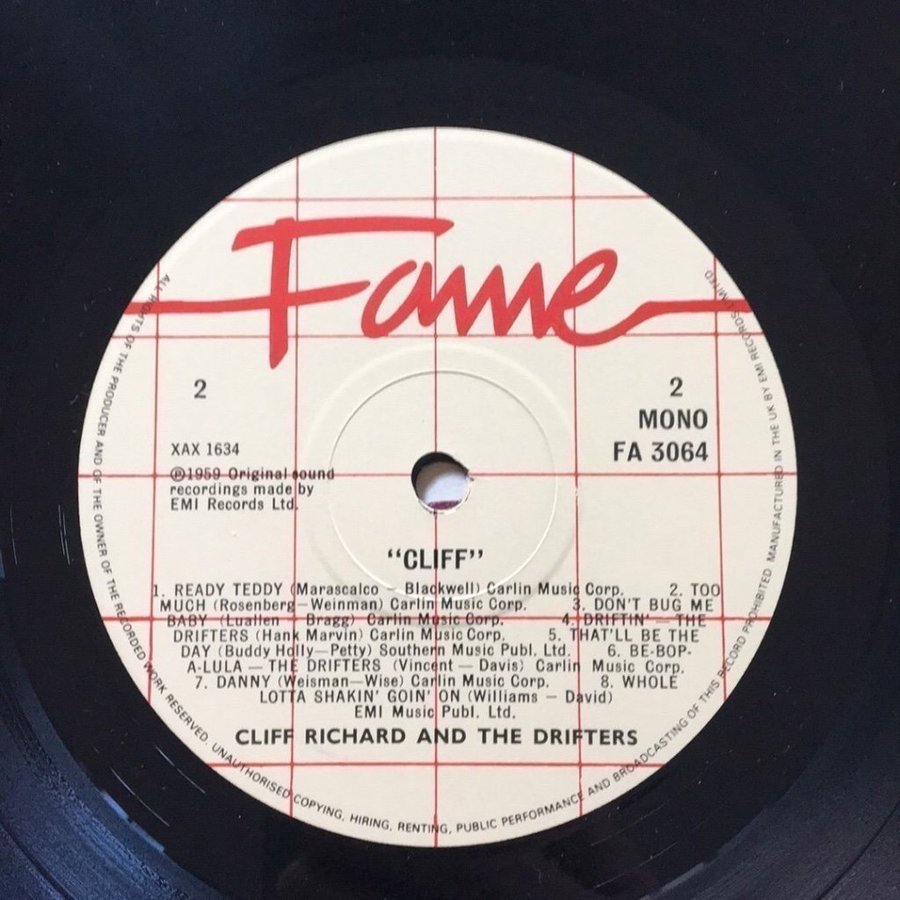 Fame
2
XAX 1634
℗1959 Original sound
recordings made by
EMI Records Ltd.
2
MONO
FA 3064
"CLIFF"
1. READY TEDDY (Marascalco – Blackwell) Carlin Music Corp. 2. TOO
MUCH (Rosenberg—Weinman) Carlin Music Corp. 3. DON'T BUG ME
BABY (Luallen – Bragg) Carlin Music Corp. 4. DRIFTIN' — THE
DRIFTERS (Hank Marvin) Carlin Music Corp. 5. THAT'LL BE THE
DAY (Buddy Holly—Petty) Southern Music Publ. Ltd. 6. BE-BOP-
A-LULA — THE DRIFTERS (Vincent — Davis) Carlin Music Corp.
7. DANNY (Weisman—Wise) Carlin Music Corp. 8. WHOLE
LOTTA SHAKIN' GOIN' ON (Williams – David)
EMI Music Publ. Ltd.
CLIFF RICHARD AND THE DRIFTERS
ALL RIGHTS OF THE PRODUCER AND OF THE OWNER OF THE RECORDED WORK RESERVED. UNAUTHORISED COPYING, HIRING, RENTING, PUBLIC PERFORMANCE AND BROADCASTING OF THIS RECORD PROHIBITED MANUFACTURED IN THE UK BY EMI RECORDS LIMITED